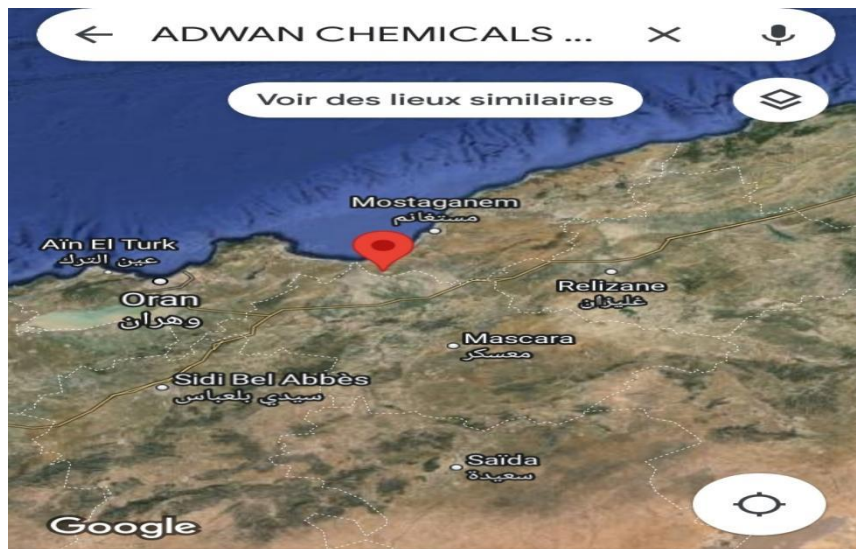 ADWAN CHEMICALS ...
Voir des lieux similaires
Mostaganem
مستغانم
Aïn El Turk
عين الترك
Oran
وهران
Relizane
غليزان
Mascara
معسكر
Sidi Bel Abbès
سيدي بلعباس
Saïda
سعيدة
Google